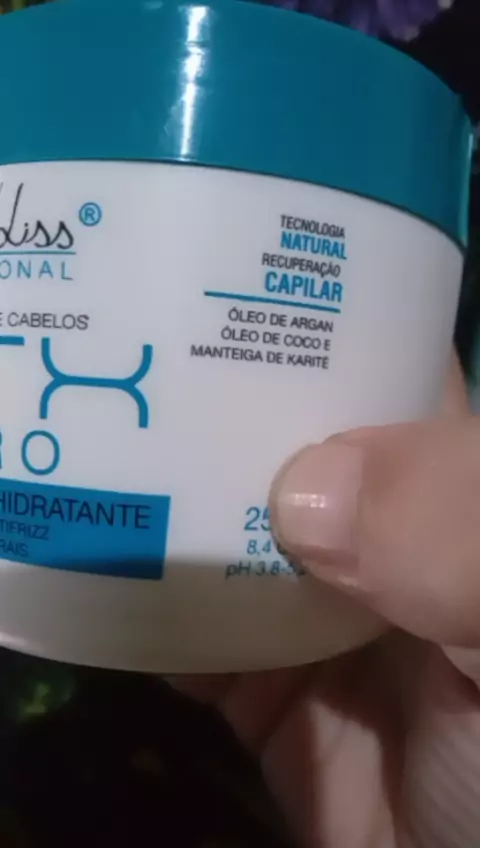 Liss®
ONAL
E CABELOS
X
RO
HIDRATANTE
TIFRIZZ
RAIS
TECNOLOGIA
NATURAL
RECUPERAÇÃO
CAPILAR
ÓLEO DE ARGAN
ÓLEO DE COCO E
MANTEIGA DE KARITÉ
25
8,4
pH 3.8-5